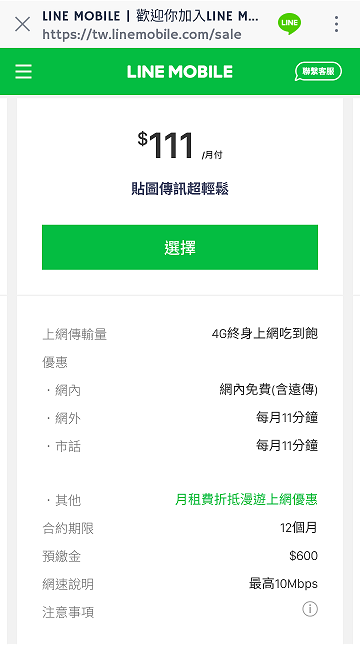 LINE MOBILE | 歡迎你加入LINE M...
https://tw.linemobile.com/sale
LINE
LINE MOBILE
聯繫客服
$111 /月付
貼圖傳訊超輕鬆
選擇
上網傳輸量 4G終身上網吃到飽
優惠
・網內 網內免費(含遠傳)
・網外 每月11分鐘
・市話 每月11分鐘
・其他 月租費折抵漫遊上網優惠
合約期限 12個月
預繳金 $600
網速說明 最高10Mbps
注意事項